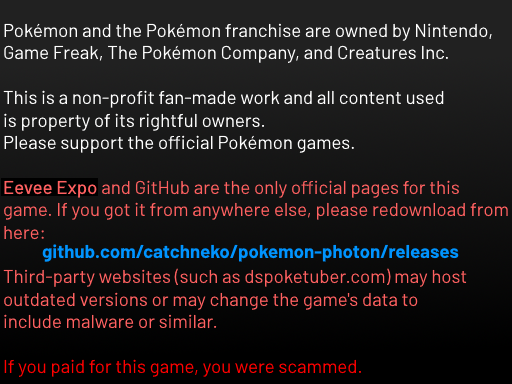 Pokémon and the Pokémon franchise are owned by Nintendo,
Game Freak, The Pokémon Company, and Creatures Inc.
This is a non-profit fan-made work and all content used
is property of its rightful owners.
Please support the official Pokémon games.
Eevee Expo and GitHub are the only official pages for this
game. If you got it from anywhere else, please redownload from
here:
github.com/catchneko/pokemon-photon/releases
Third-party websites (such as dspoketuber.com) may host
outdated versions or may change the game's data to
include malware or similar.
If you paid for this game, you were scammed.